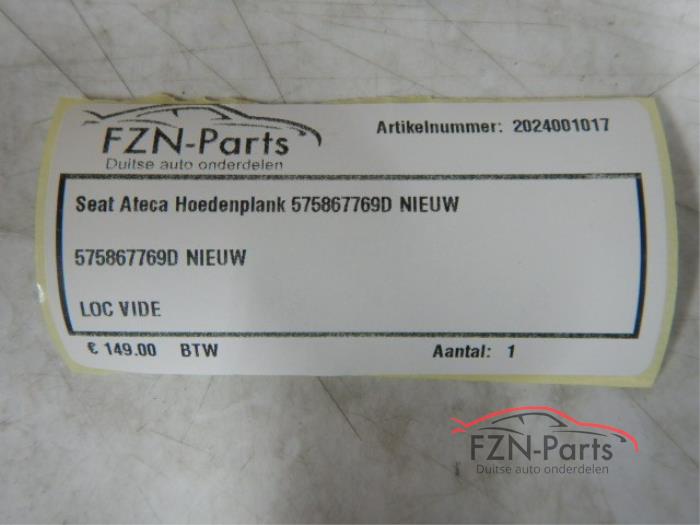 FZN-Parts
Duitse auto onderdelen
Artikelnummer: 2024001017
Seat Ateca Hoedenplank 575867769D NIEUW
575867769D NIEUW
LOC VIDE
€ 149.00 BTW
Aantal: 1
FZN-Parts
Duitse auto onderdelen